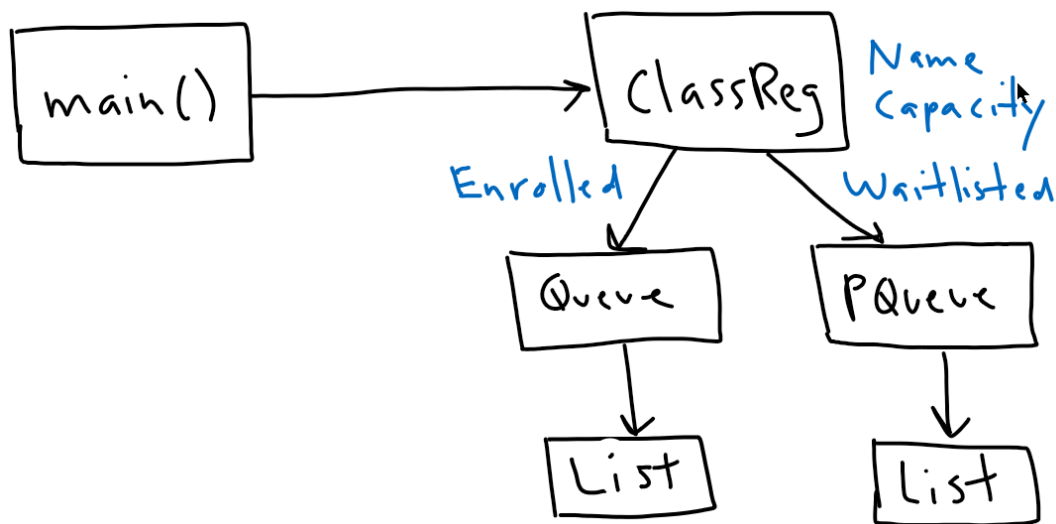 main()
ClassReg
Name
Capacity
Enrolled
Waitlisted
Queue
PQueue
List
List